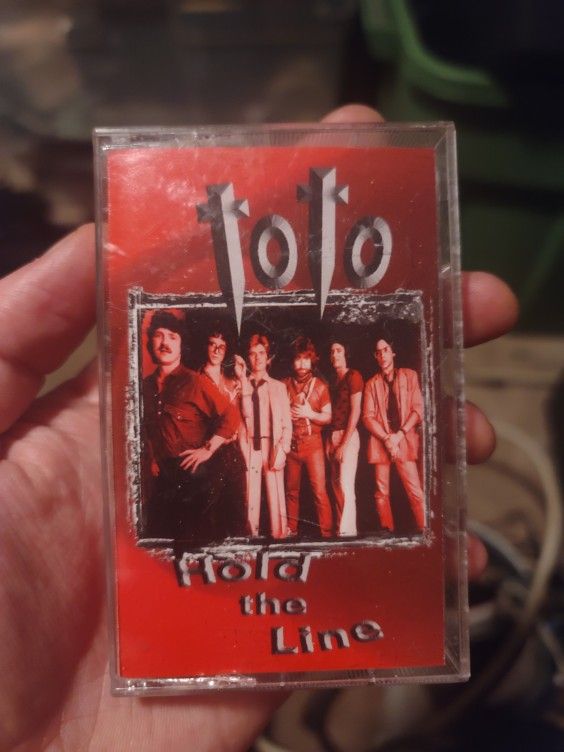 toto
Hold
the
Line